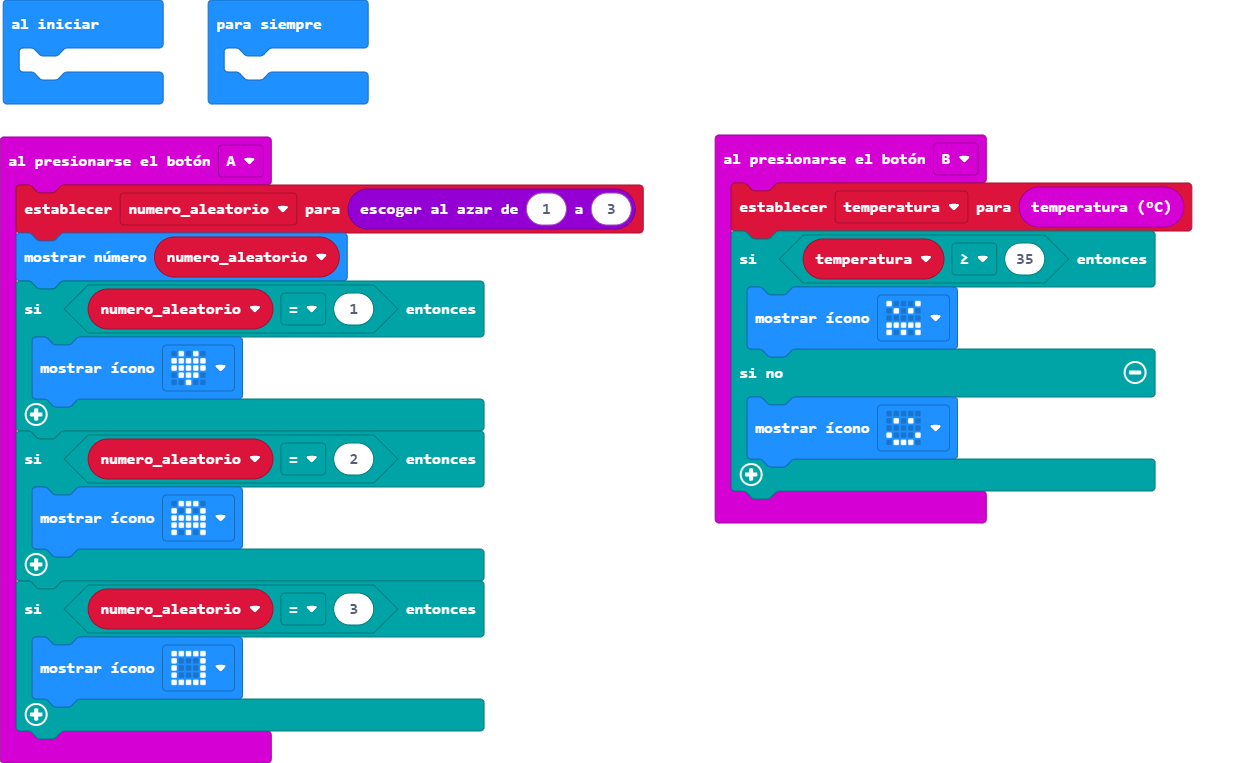 al iniciar
para siempre
al presionarse el botón A
establecer numero_aleatorio para escoger al azar de 1 a 3
mostrar número numero_aleatorio
si numero_aleatorio = 1 entonces
mostrar ícono
si numero_aleatorio = 2 entonces
mostrar ícono
si numero_aleatorio = 3 entonces
mostrar ícono
al presionarse el botón B
establecer temperatura para temperatura (ºC)
si temperatura ≥ 35 entonces
mostrar ícono
si no
mostrar ícono